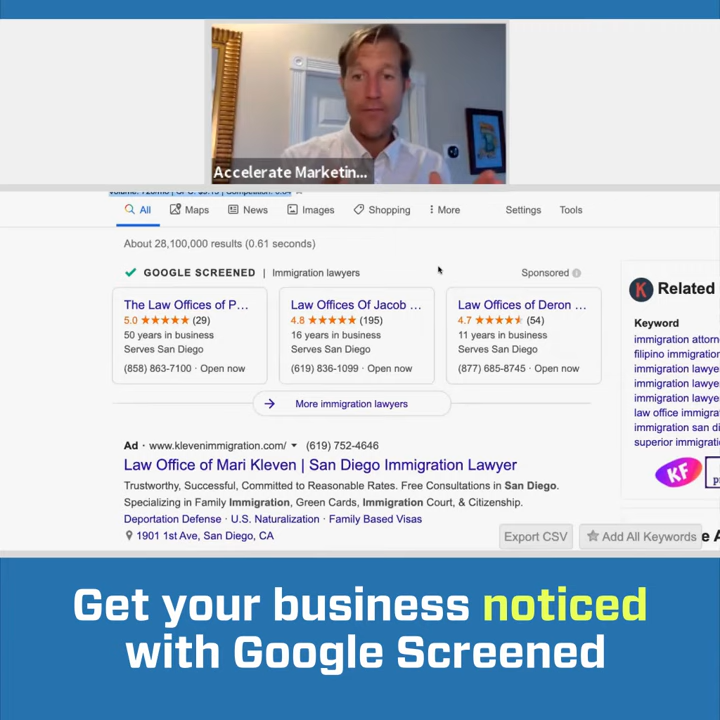 Accelerate Marketin...
All Maps News Images Shopping More Settings Tools
About 28,100,000 results (0.61 seconds)
GOOGLE SCREENED | Immigration lawyers Sponsored
The Law Offices of P...
5.0 (29)
50 years in business
Serves San Diego
(858) 863-7100 · Open now
Law Offices Of Jacob ...
4.8 (195)
16 years in business
Serves San Diego
(619) 836-1099 · Open now
Law Offices of Deron ...
4.7 (54)
11 years in business
Serves San Diego
(877) 685-8745 · Open now
More immigration lawyers
Ad · www.klevenimmigration.com/ (619) 752-4646
Law Office of Mari Kleven | San Diego Immigration Lawyer
Trustworthy, Successful, Committed to Reasonable Rates. Free Consultations in San Diego.
Specializing in Family Immigration, Green Cards, Immigration Court, & Citizenship.
Deportation Defense · U.S. Naturalization · Family Based Visas
1901 1st Ave, San Diego, CA
K Related
Keyword
immigration attorn
filipino immigration
immigration lawye
immigration lawye
immigration lawye
law office immigra
immigration san di
superior immigratio
KF
Export CSV
Add All Keywords
Get your business noticed
with Google Screened